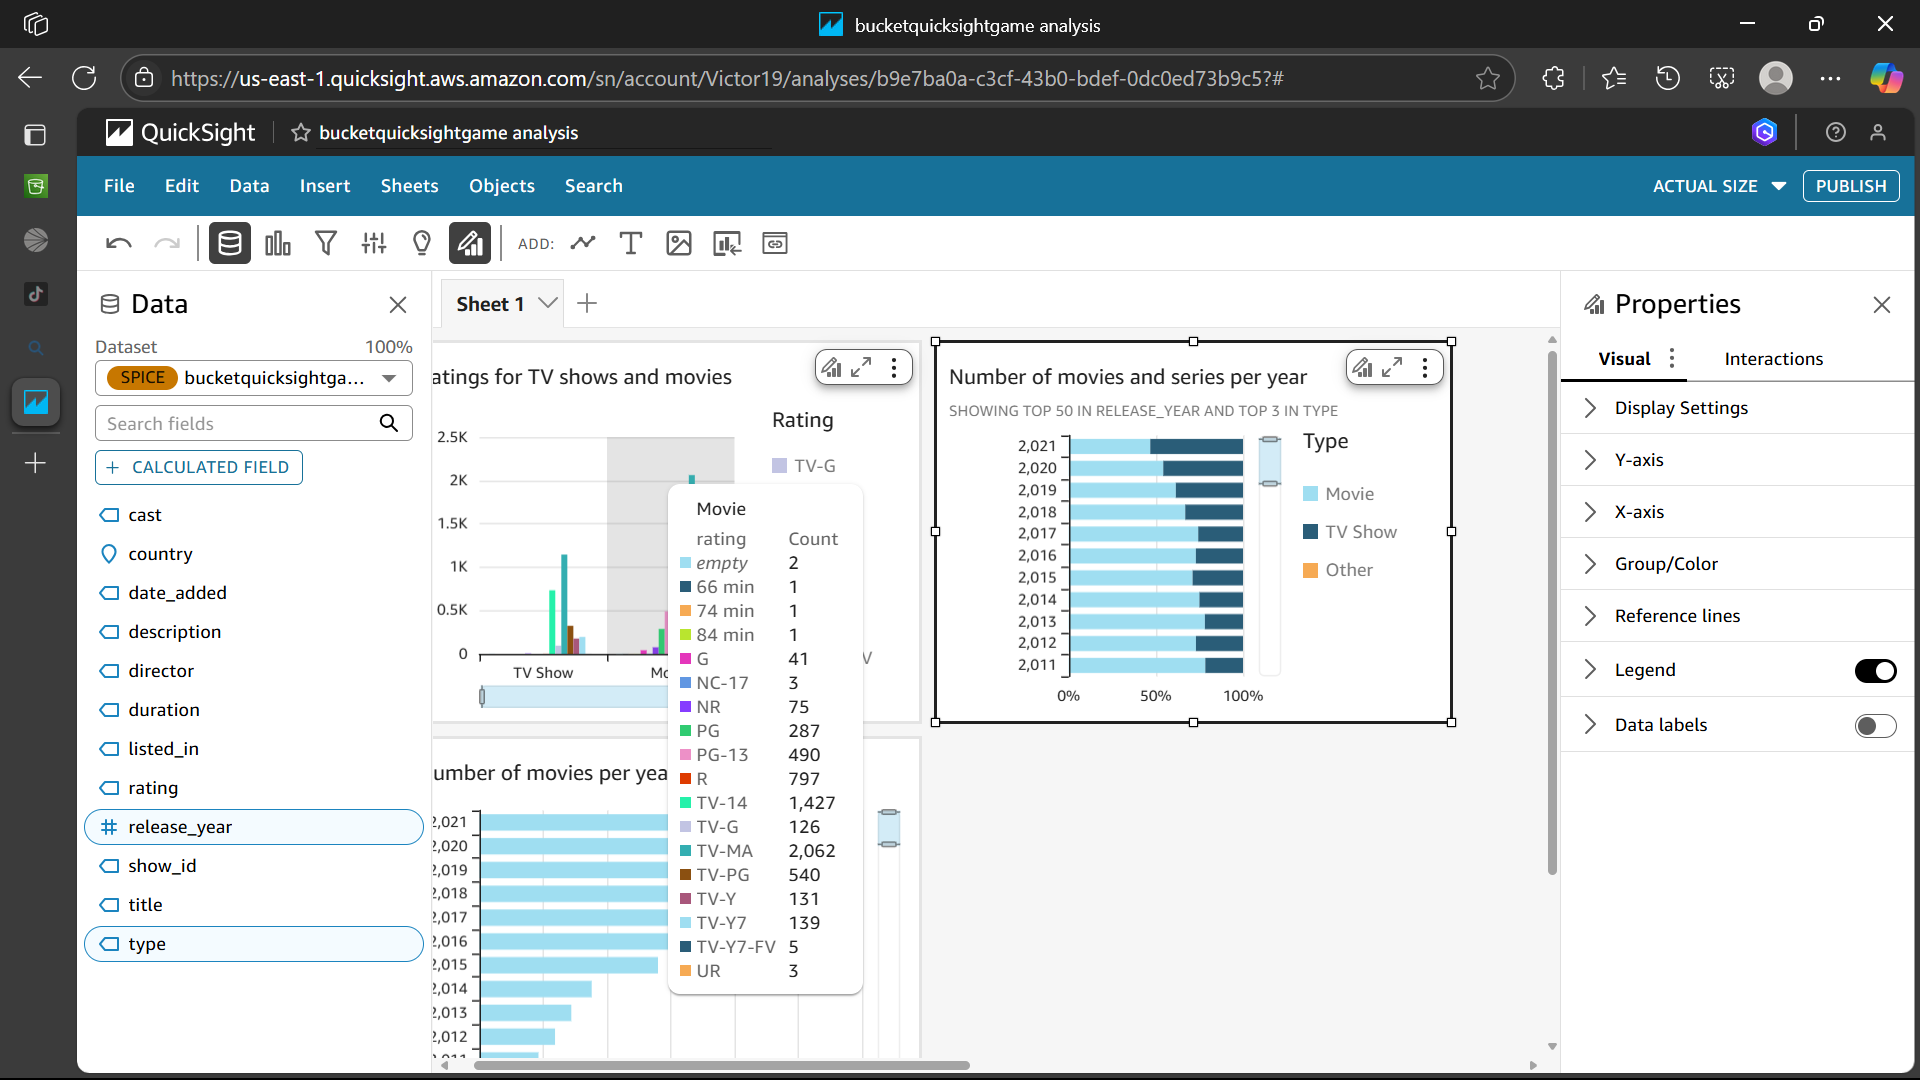 bucketquicksightgame analysis
https://us-east-1.quicksight.aws.amazon.com/sn/account/Victor19/analyses/b9e7ba0a-c3cf-43b0-bdef-0dc0ed73b9c5?#
QuickSight
bucketquicksightgame analysis
File Edit Data Insert Sheets Objects Search
ACTUAL SIZE
PUBLISH
ADD:
Data
Dataset 100%
SPICE bucketquicksightga...
Search fields
CALCULATED FIELD
cast
country
date_added
description
director
duration
listed_in
rating
release_year
show_id
title
type
Sheet 1
atings for TV shows and movies
Rating
TV-G
2.5K
2K
1.5K
1K
0.5K
0
TV Show
Mo
V
Movie
rating Count
empty 2
66 min 1
74 min 1
84 min 1
G 41
NC-17 3
NR 75
PG 287
PG-13 490
R 797
TV-14 1,427
TV-G 126
TV-MA 2,062
TV-PG 540
TV-Y 131
TV-Y7 139
TV-Y7-FV 5
UR 3
umber of movies per yea
2,021
2,020
2,019
2,018
2,017
2,016
2,015
2,014
2,013
2,012
Number of movies and series per year
SHOWING TOP 50 IN RELEASE_YEAR AND TOP 3 IN TYPE
2,021
2,020
2,019
2,018
2,017
2,016
2,015
2,014
2,013
2,012
2,011
0% 50% 100%
Type
Movie
TV Show
Other
Properties
Visual Interactions
Display Settings
Y-axis
X-axis
Group/Color
Reference lines
Legend
Data labels